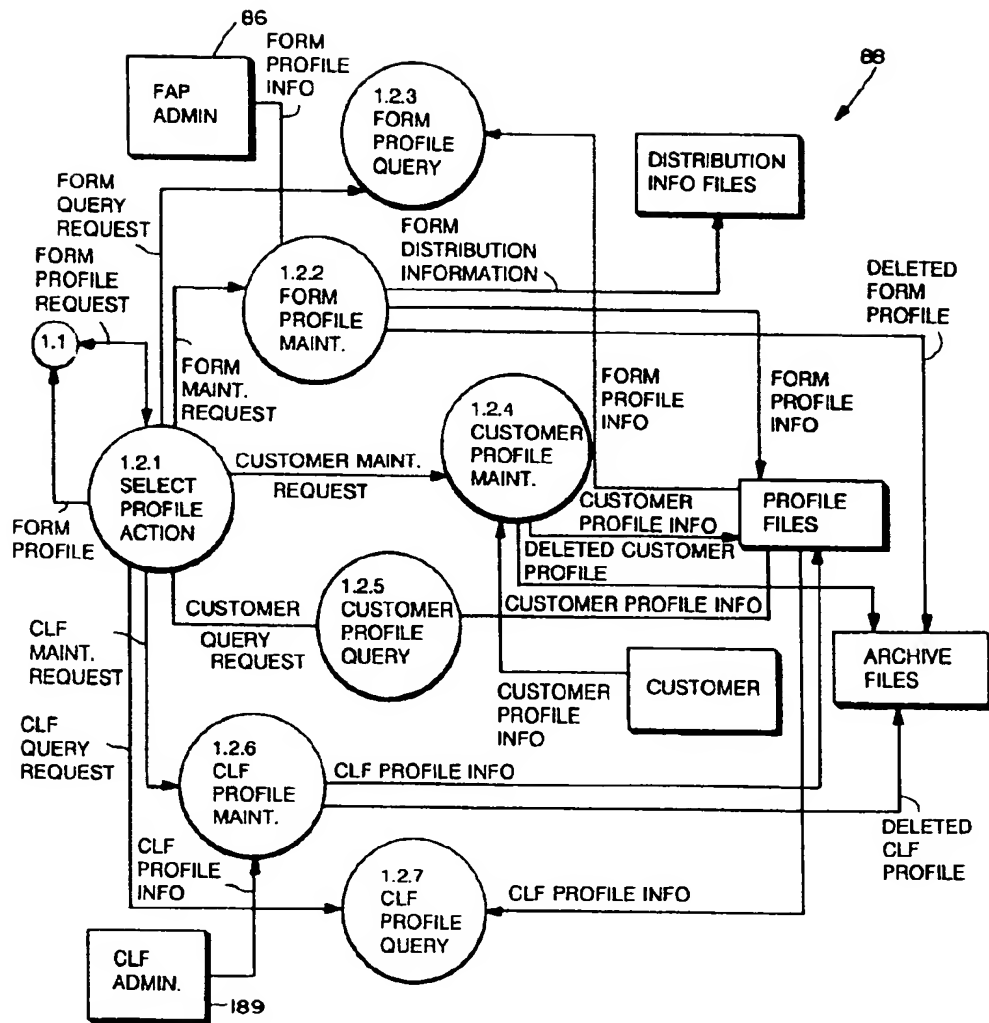 86
FORM
PROFILE
INFO
88
FAP
ADMIN
1.2.3
FORM
PROFILE
QUERY
DISTRIBUTION
INFO FILES
FORM
QUERY
REQUEST
FORM
DISTRIBUTION
INFORMATION
FORM
PROFILE
REQUEST
1.2.2
FORM
PROFILE
MAINT.
DELETED
FORM
PROFILE
1.1
FORM
MAINT.
REQUEST
FORM
PROFILE
INFO
FORM
PROFILE
INFO
1.2.4
CUSTOMER
PROFILE
MAINT.
1.2.1
SELECT
PROFILE
ACTION
CUSTOMER MAINT.
REQUEST
FORM
PROFILE
CUSTOMER
PROFILE INFO
PROFILE
FILES
DELETED CUSTOMER
PROFILE
CUSTOMER PROFILE INFO
1.2.5
CUSTOMER
PROFILE
QUERY
CUSTOMER
QUERY
REQUEST
CLF
MAINT.
REQUEST
ARCHIVE
FILES
CUSTOMER
CUSTOMER
PROFILE
INFO
CLF
QUERY
REQUEST
1.2.6
CLF
PROFILE
MAINT.
CLF PROFILE INFO
DELETED
CLF
PROFILE
CLF
PROFILE
INFO
1.2.7
CLF
PROFILE
QUERY
CLF PROFILE INFO
CLF
ADMIN.
189